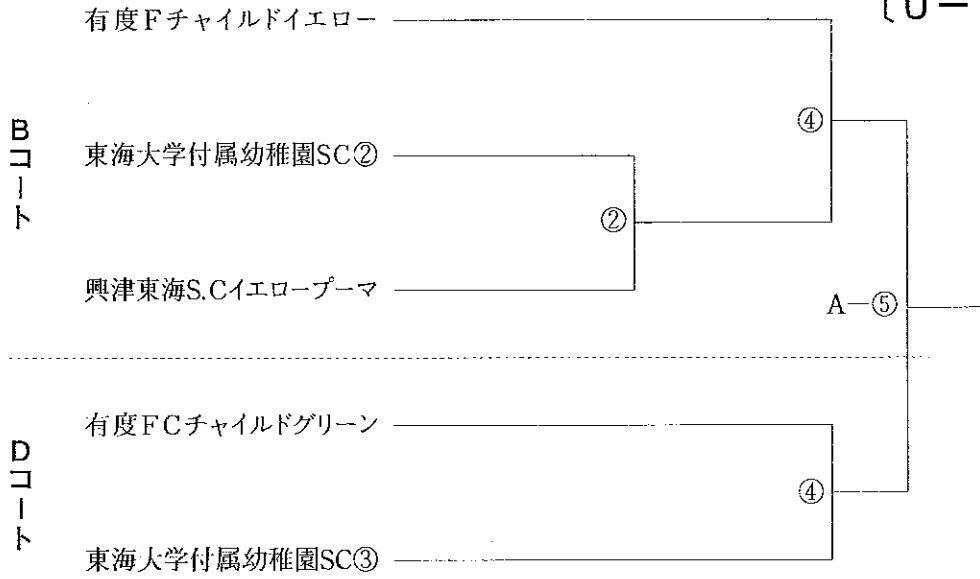 〔U－
有度Fチャイルドイエロー
④
Bコート
東海大学付属幼稚園SC②
②
興津東海S.Cイエロープーマ
A－⑤
有度FCチャイルドグリーン
Dコート
④
東海大学付属幼稚園SC③